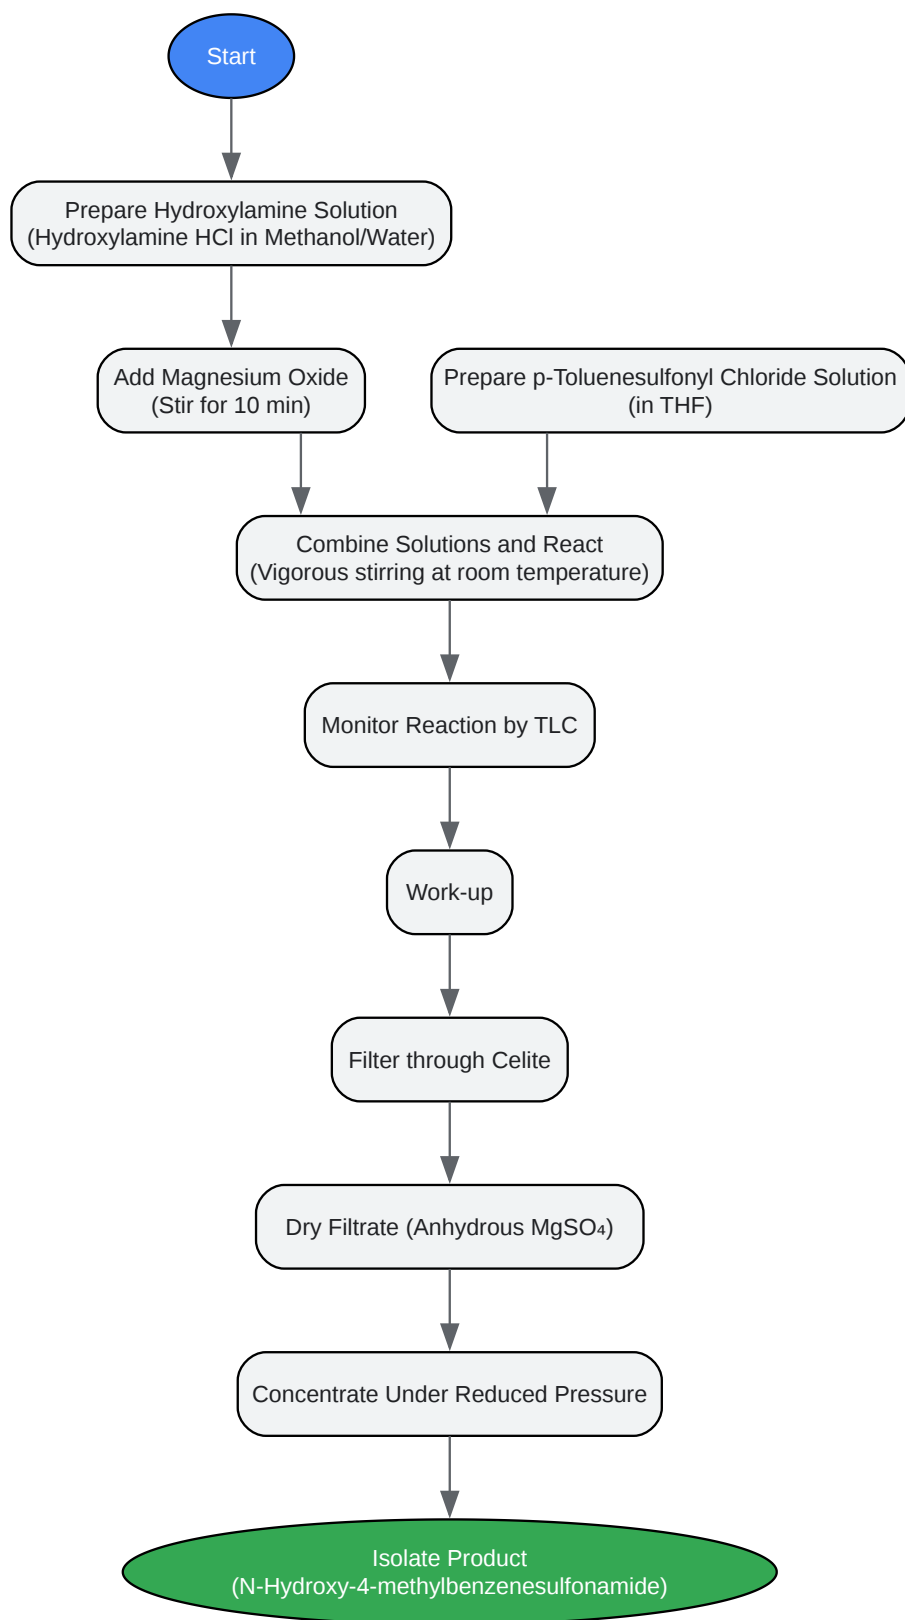 Start
Prepare Hydroxylamine Solution
(Hydroxylamine HCl in Methanol/Water)
Add Magnesium Oxide
(Stir for 10 min)
Prepare p-Toluenesulfonyl Chloride Solution
(in THF)
Combine Solutions and React
(Vigorous stirring at room temperature)
Monitor Reaction by TLC
Work-up
Filter through Celite
Dry Filtrate (Anhydrous MgSO₄)
Concentrate Under Reduced Pressure
Isolate Product
(N-Hydroxy-4-methylbenzenesulfonamide)